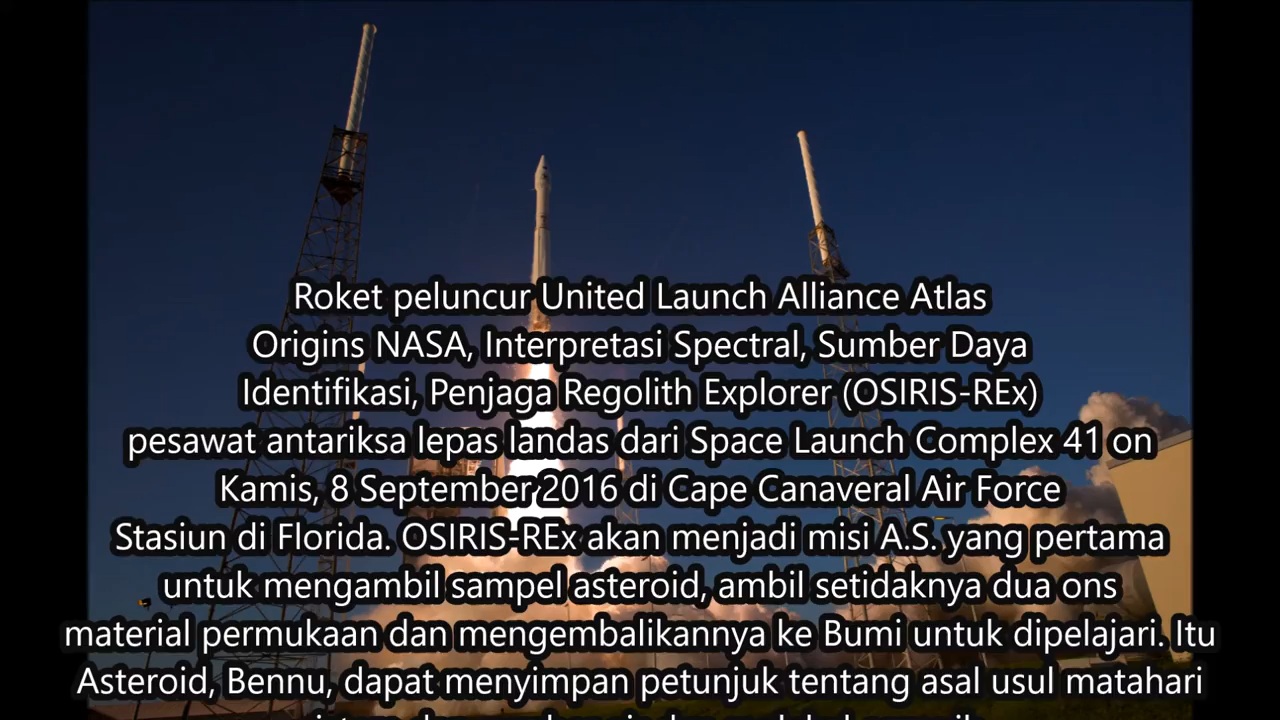 Roket peluncur United Launch Alliance Atlas
Origins NASA, Interpretasi Spectral, Sumber Daya
Identifikasi, Penjaga Regolith Explorer (OSIRIS-REx)
pesawat antariksa lepas landas dari Space Launch Complex 41 on
Kamis, 8 September 2016 di Cape Canaveral Air Force
Stasiun di Florida. OSIRIS-REx akan menjadi misi A.S. yang pertama
untuk mengambil sampel asteroid, ambil setidaknya dua ons
material permukaan dan mengembalikannya ke Bumi untuk dipelajari. Itu
Asteroid, Bennu, dapat menyimpan petunjuk tentang asal usul matahari